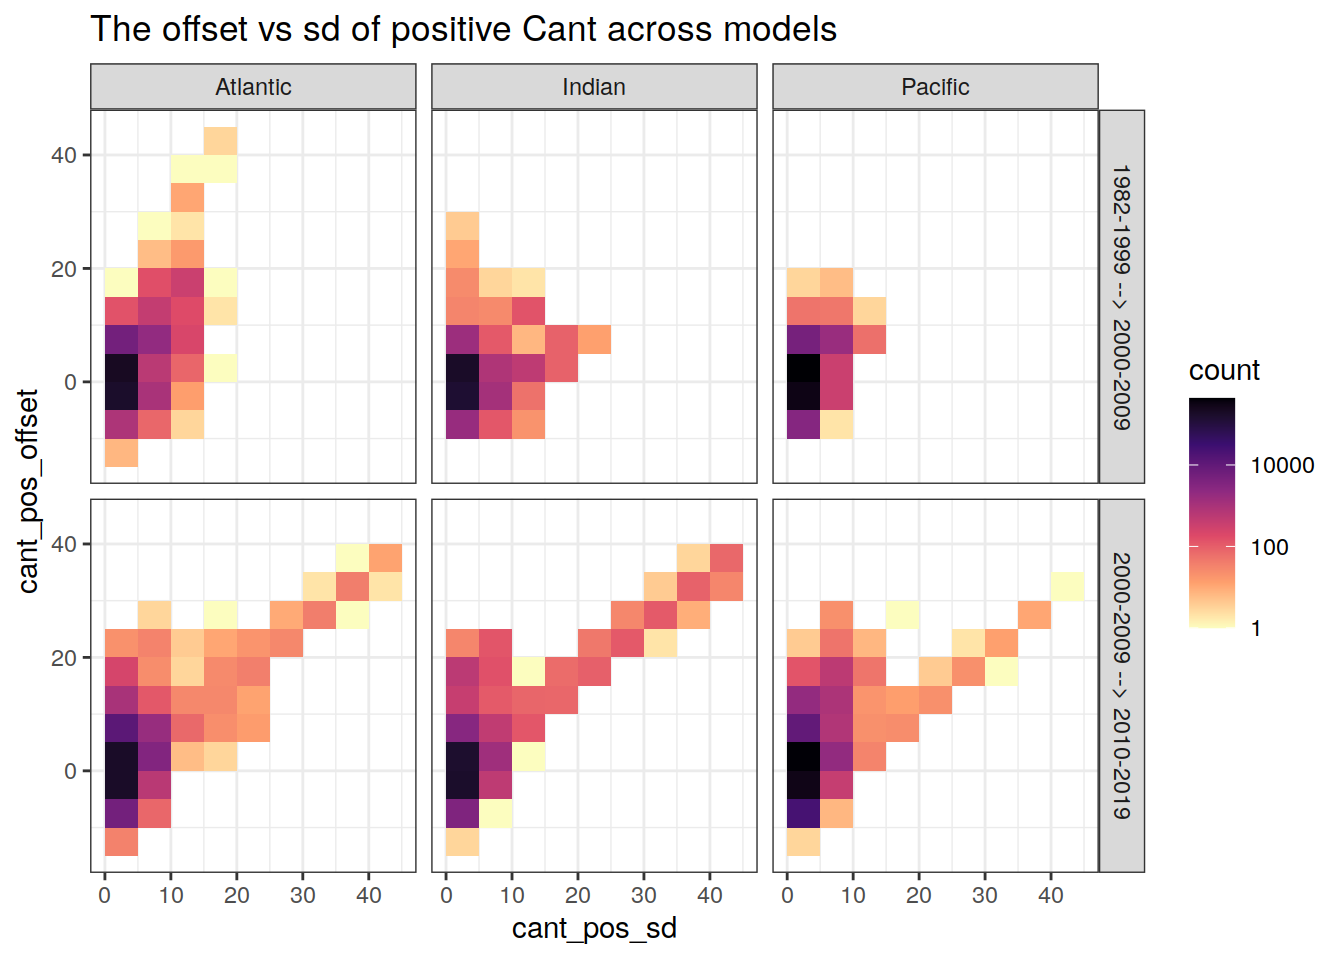 The offset vs sd of positive Cant across models
Atlantic
Indian
Pacific
40
20
0
1982-1999 --> 2000-2009
40
20
0
2000-2009 --> 2010-2019
cant_pos_offset
0 10 20 30 40
0 10 20 30 40
0 10 20 30 40
cant_pos_sd
count
10000
100
1